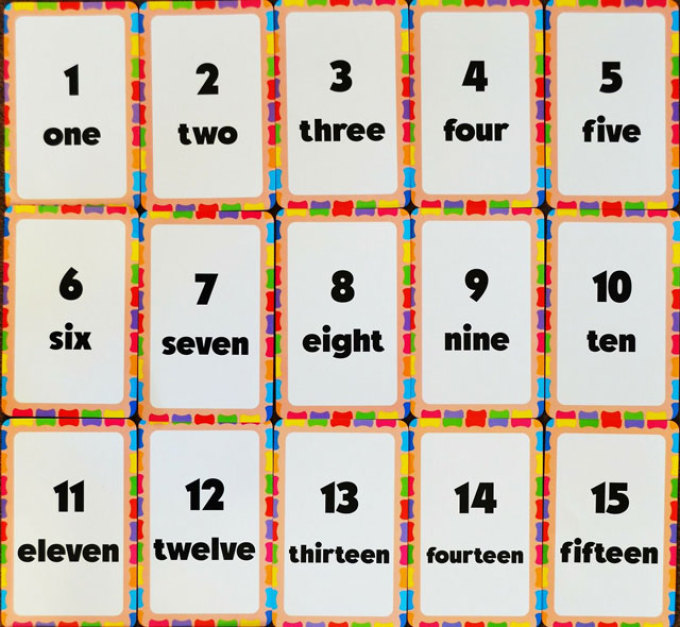 1
one
2
two
3
three
4
four
5
five
6
six
7
seven
8
eight
9
nine
10
ten
11
eleven
12
twelve
13
thirteen
14
fourteen
15
fifteen